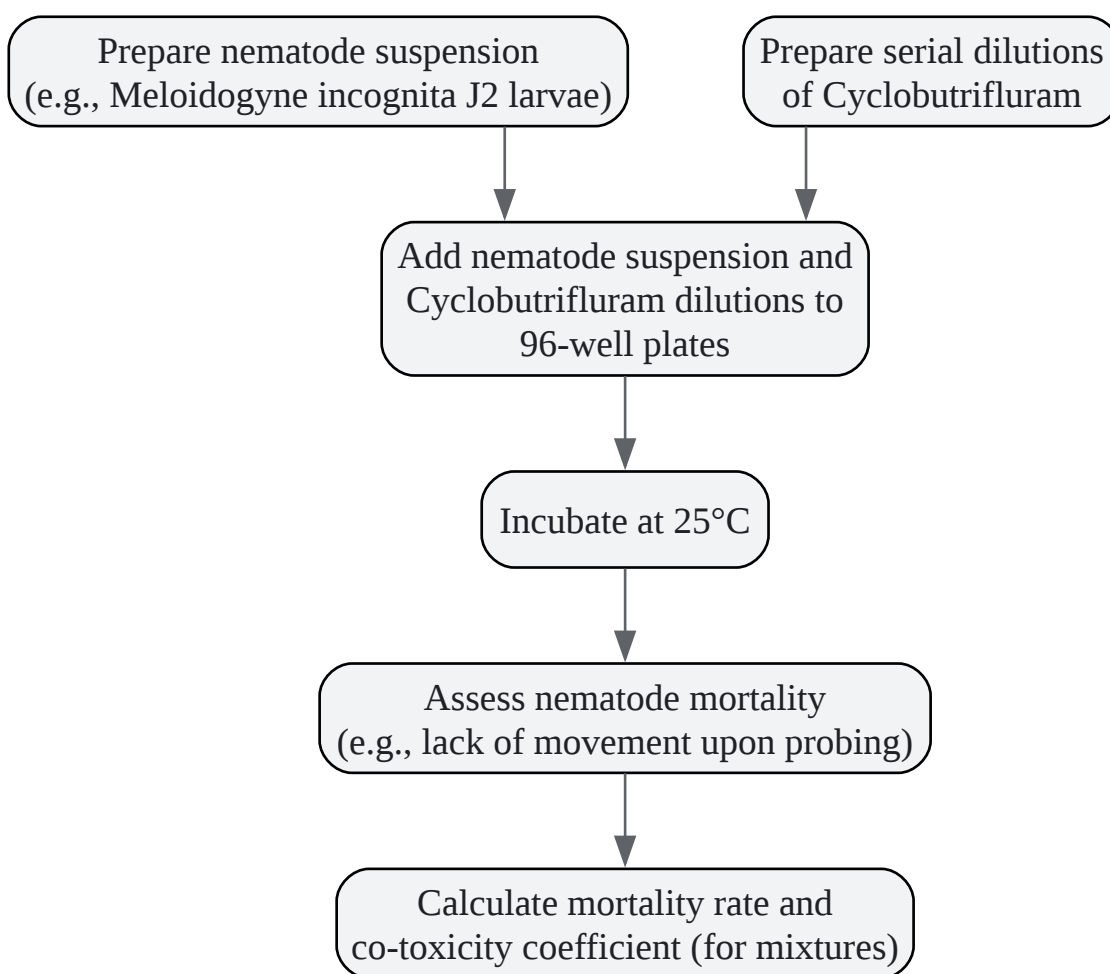 Prepare nematode suspension
(e.g., Meloidogyne incognita J2 larvae)
Prepare serial dilutions
of Cyclobutrifluram
Add nematode suspension and
Cyclobutrifluram dilutions to
96-well plates
Incubate at 25°C
Assess nematode mortality
(e.g., lack of movement upon probing)
Calculate mortality rate and
co-toxicity coefficient (for mixtures)